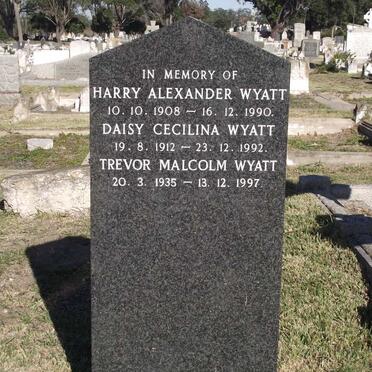 IN MEMORY OF
HARRY ALEXANDER WYATT
10. 10. 1908 — 16. 12. 1990.
DAISY CECILINA WYATT
19. 8. 1912 — 23. 12. 1992.
TREVOR MALCOLM WYATT
20. 3. 1935 — 13. 12. 1997.